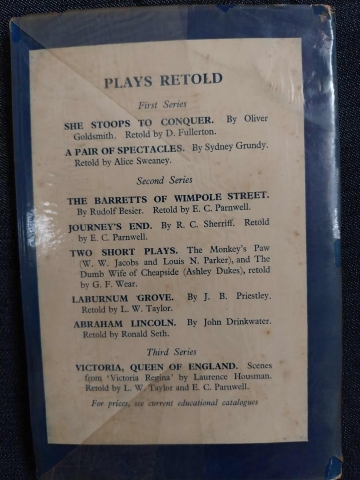 PLAYS RETOLD
First Series
SHE STOOPS TO CONQUER. By Oliver
Goldsmith. Retold by D. Fullerton.
A PAIR OF SPECTACLES. By Sydney Grundy.
Retold by Alice Sweaney.
Second Series
THE BARRETTS OF WIMPOLE STREET.
By Rudolf Besier. Retold by E. C. Parnwell.
JOURNEY'S END. By R. C. Sherriff. Retold
by E. C. Parnwell.
TWO SHORT PLAYS. The Monkey's Paw
(W. W. Jacobs and Louis N. Parker), and The
Dumb Wife of Cheapside (Ashley Dukes), retold
by G. F. Wear.
LABURNUM GROVE. By J. B. Priestley.
Retold by L. W. Taylor.
ABRAHAM LINCOLN. By John Drinkwater.
Retold by Ronald Seth.
Third Series
VICTORIA, QUEEN OF ENGLAND. Scenes
from 'Victoria Regina' by Laurence Housman.
Retold by L. W. Taylor and E. C. Parnwell.
For prices, see current educational catalogues